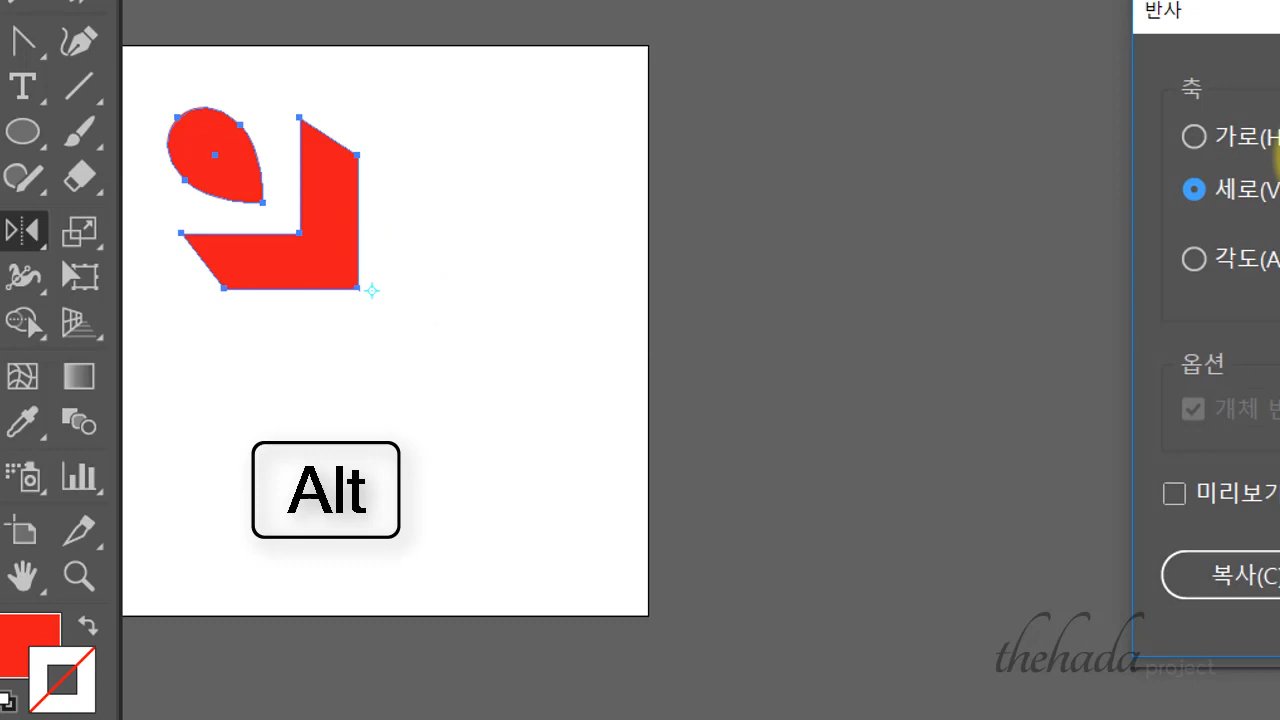 반사
축
가로(H
세로(V
각도(A
옵션
개체 반
미리보기
복사(C)
T
Alt
thehada project